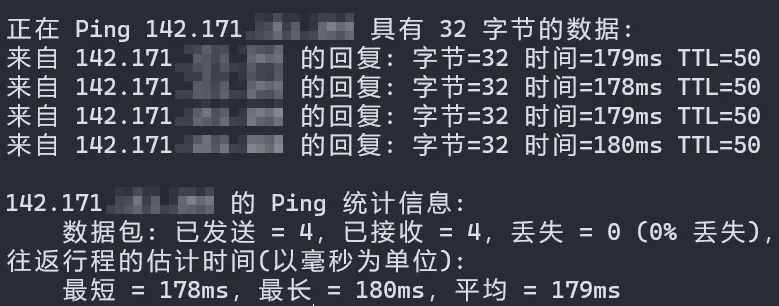 正在 Ping 142.171 具有 32 字节的数据:
来自 142.171 的回复: 字节=32 时间=179ms TTL=50
来自 142.171 的回复: 字节=32 时间=178ms TTL=50
来自 142.171 的回复: 字节=32 时间=179ms TTL=50
来自 142.171 的回复: 字节=32 时间=180ms TTL=50
142.171 的 Ping 统计信息:
数据包: 已发送 = 4, 已接收 = 4, 丢失 = 0 (0% 丢失),
往返行程的估计时间(以毫秒为单位):
最短 = 178ms, 最长 = 180ms, 平均 = 179ms